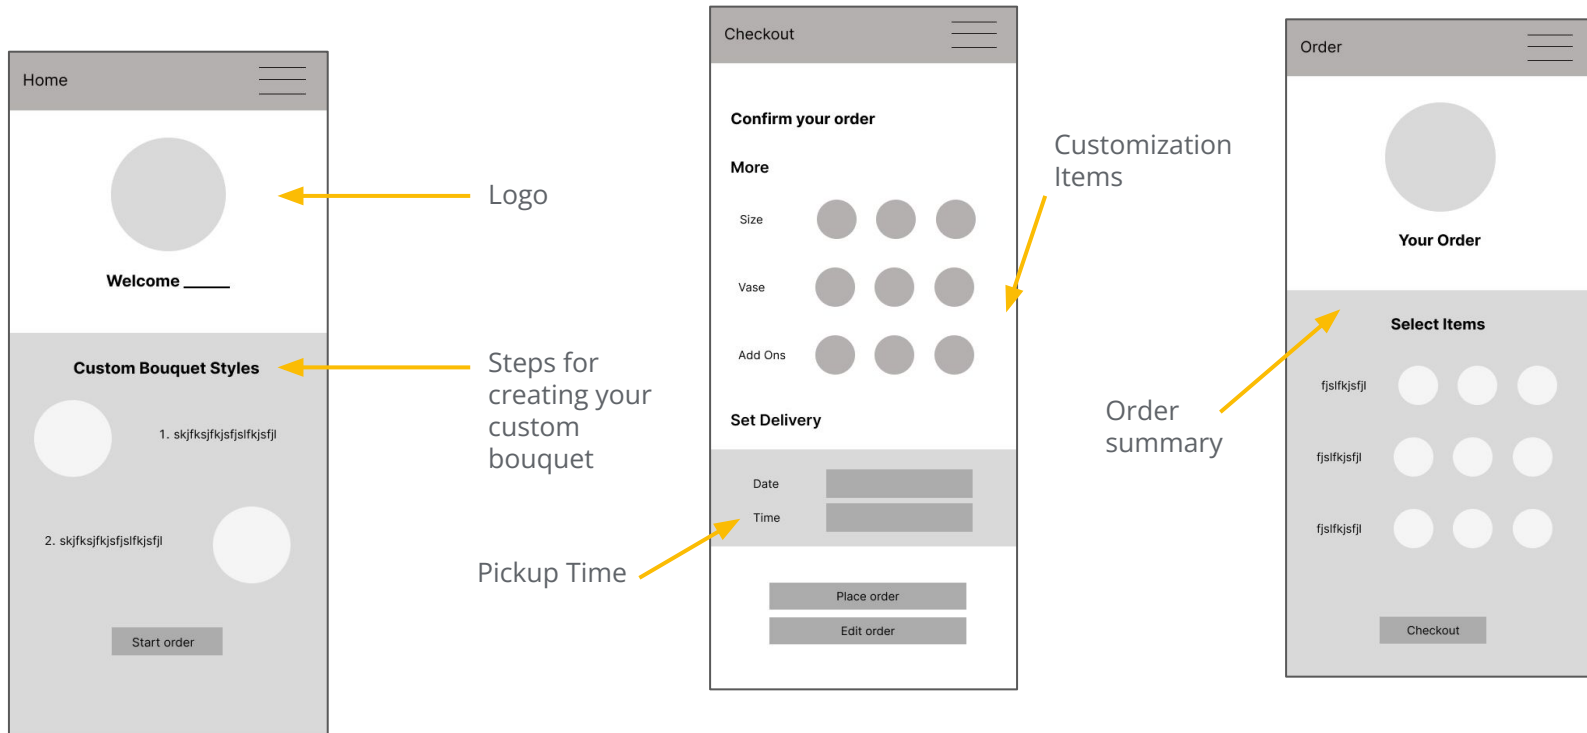 Home
Welcome ______
Custom Bouquet Styles
1. skjfksjfkjsfjslfkjsfjl
2. skjfksjfkjsfjslfkjsfjl
Start order
Logo
Steps for
creating your
custom
bouquet
Pickup Time
Checkout
Confirm your order
More
Size
Vase
Add Ons
Set Delivery
Date
Time
Place order
Edit order
Customization
Items
Order
summary
Order
Your Order
Select Items
fjslfkjsfjl
fjslfkjsfjl
fjslfkjsfjl
Checkout